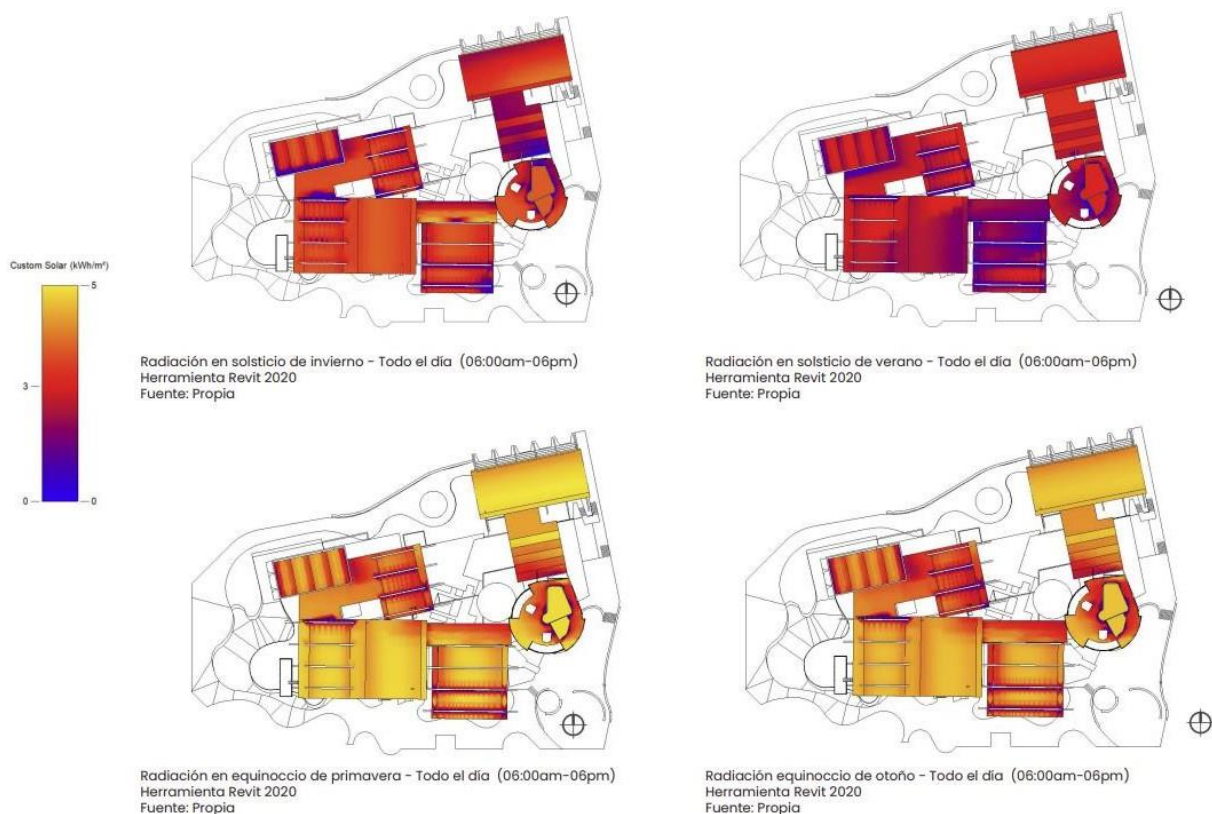 Radiación en solsticio de invierno - Todo el día (06:00am-06pm)
Herramienta Revit 2020
Fuente: Propia
Radiación en solsticio de verano - Todo el día (06:00am-06pm)
Herramienta Revit 2020
Fuente: Propia
Custom Solar (kWh/m²)
5
3
0
0
Radiación en equinoccio de primavera - Todo el día (06:00am-06pm)
Herramienta Revit 2020
Fuente: Propia
Radiación equinoccio de otoño - Todo el día (06:00am-06pm)
Herramienta Revit 2020
Fuente: Propia